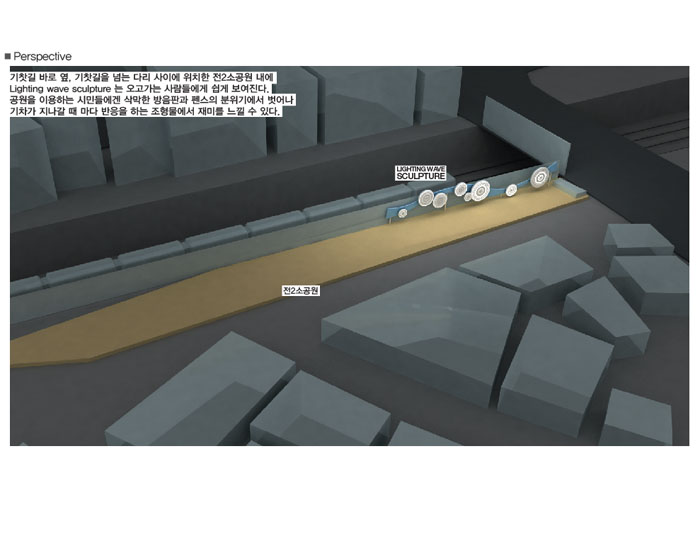 ■ Perspective
기찻길 바로 옆, 기찻길을 넘는 다리 사이에 위치한 전2소공원 내에
Lighting wave sculpture 는 오고가는 사람들에게 쉽게 보여진다.
공원을 이용하는 시민들에겐 삭막한 방음판과 펜스의 분위기에서 벗어나
기차가 지나갈 때 마다 반응을 하는 조형물에서 재미를 느낄 수 있다.
LIGHTING WAVE
SCULPTURE
전2소공원